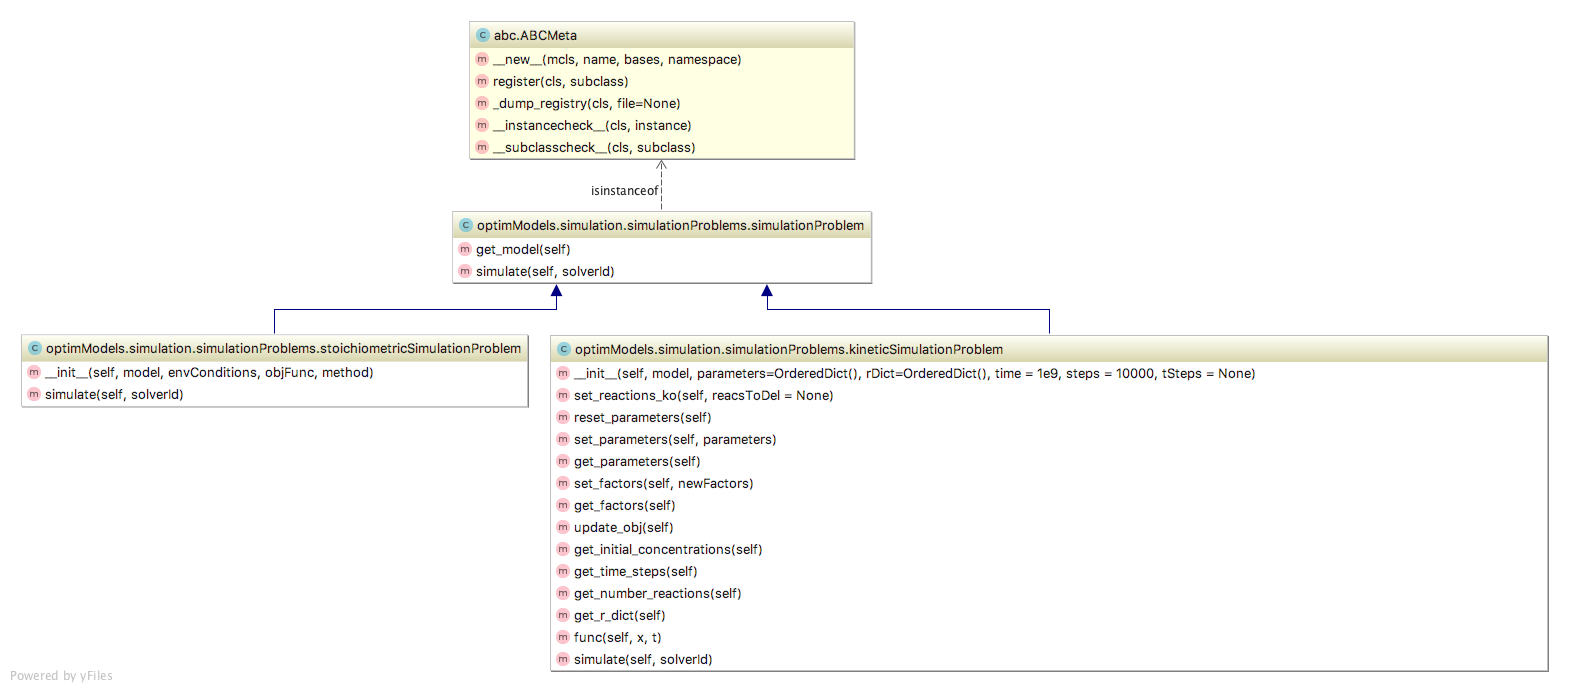 C abc.ABCMeta
m __new__(mcls, name, bases, namespace)
m register(cls, subclass)
m _dump_registry(cls, file=None)
m __instancecheck__(cls, instance)
m __subclasscheck__(cls, subclass)
isinstanceof
C optimModels.simulation.simulationProblems.simulationProblem
m get_model(self)
m simulate(self, solverId)
C optimModels.simulation.simulationProblems.stoichiometricSimulationProblem
m __init__(self, model, envConditions, objFunc, method)
m simulate(self, solverId)
C optimModels.simulation.simulationProblems.kineticSimulationProblem
m __init__(self, model, parameters=OrderedDict(), rDict=OrderedDict(), time = 1e9, steps = 10000, tSteps = None)
m set_reactions_ko(self, reacsToDel = None)
m reset_parameters(self)
m set_parameters(self, parameters)
m get_parameters(self)
m set_factors(self, newFactors)
m get_factors(self)
m update_obj(self)
m get_initial_concentrations(self)
m get_time_steps(self)
m get_number_reactions(self)
m get_r_dict(self)
m func(self, x, t)
m simulate(self, solverId)
Powered by yFiles